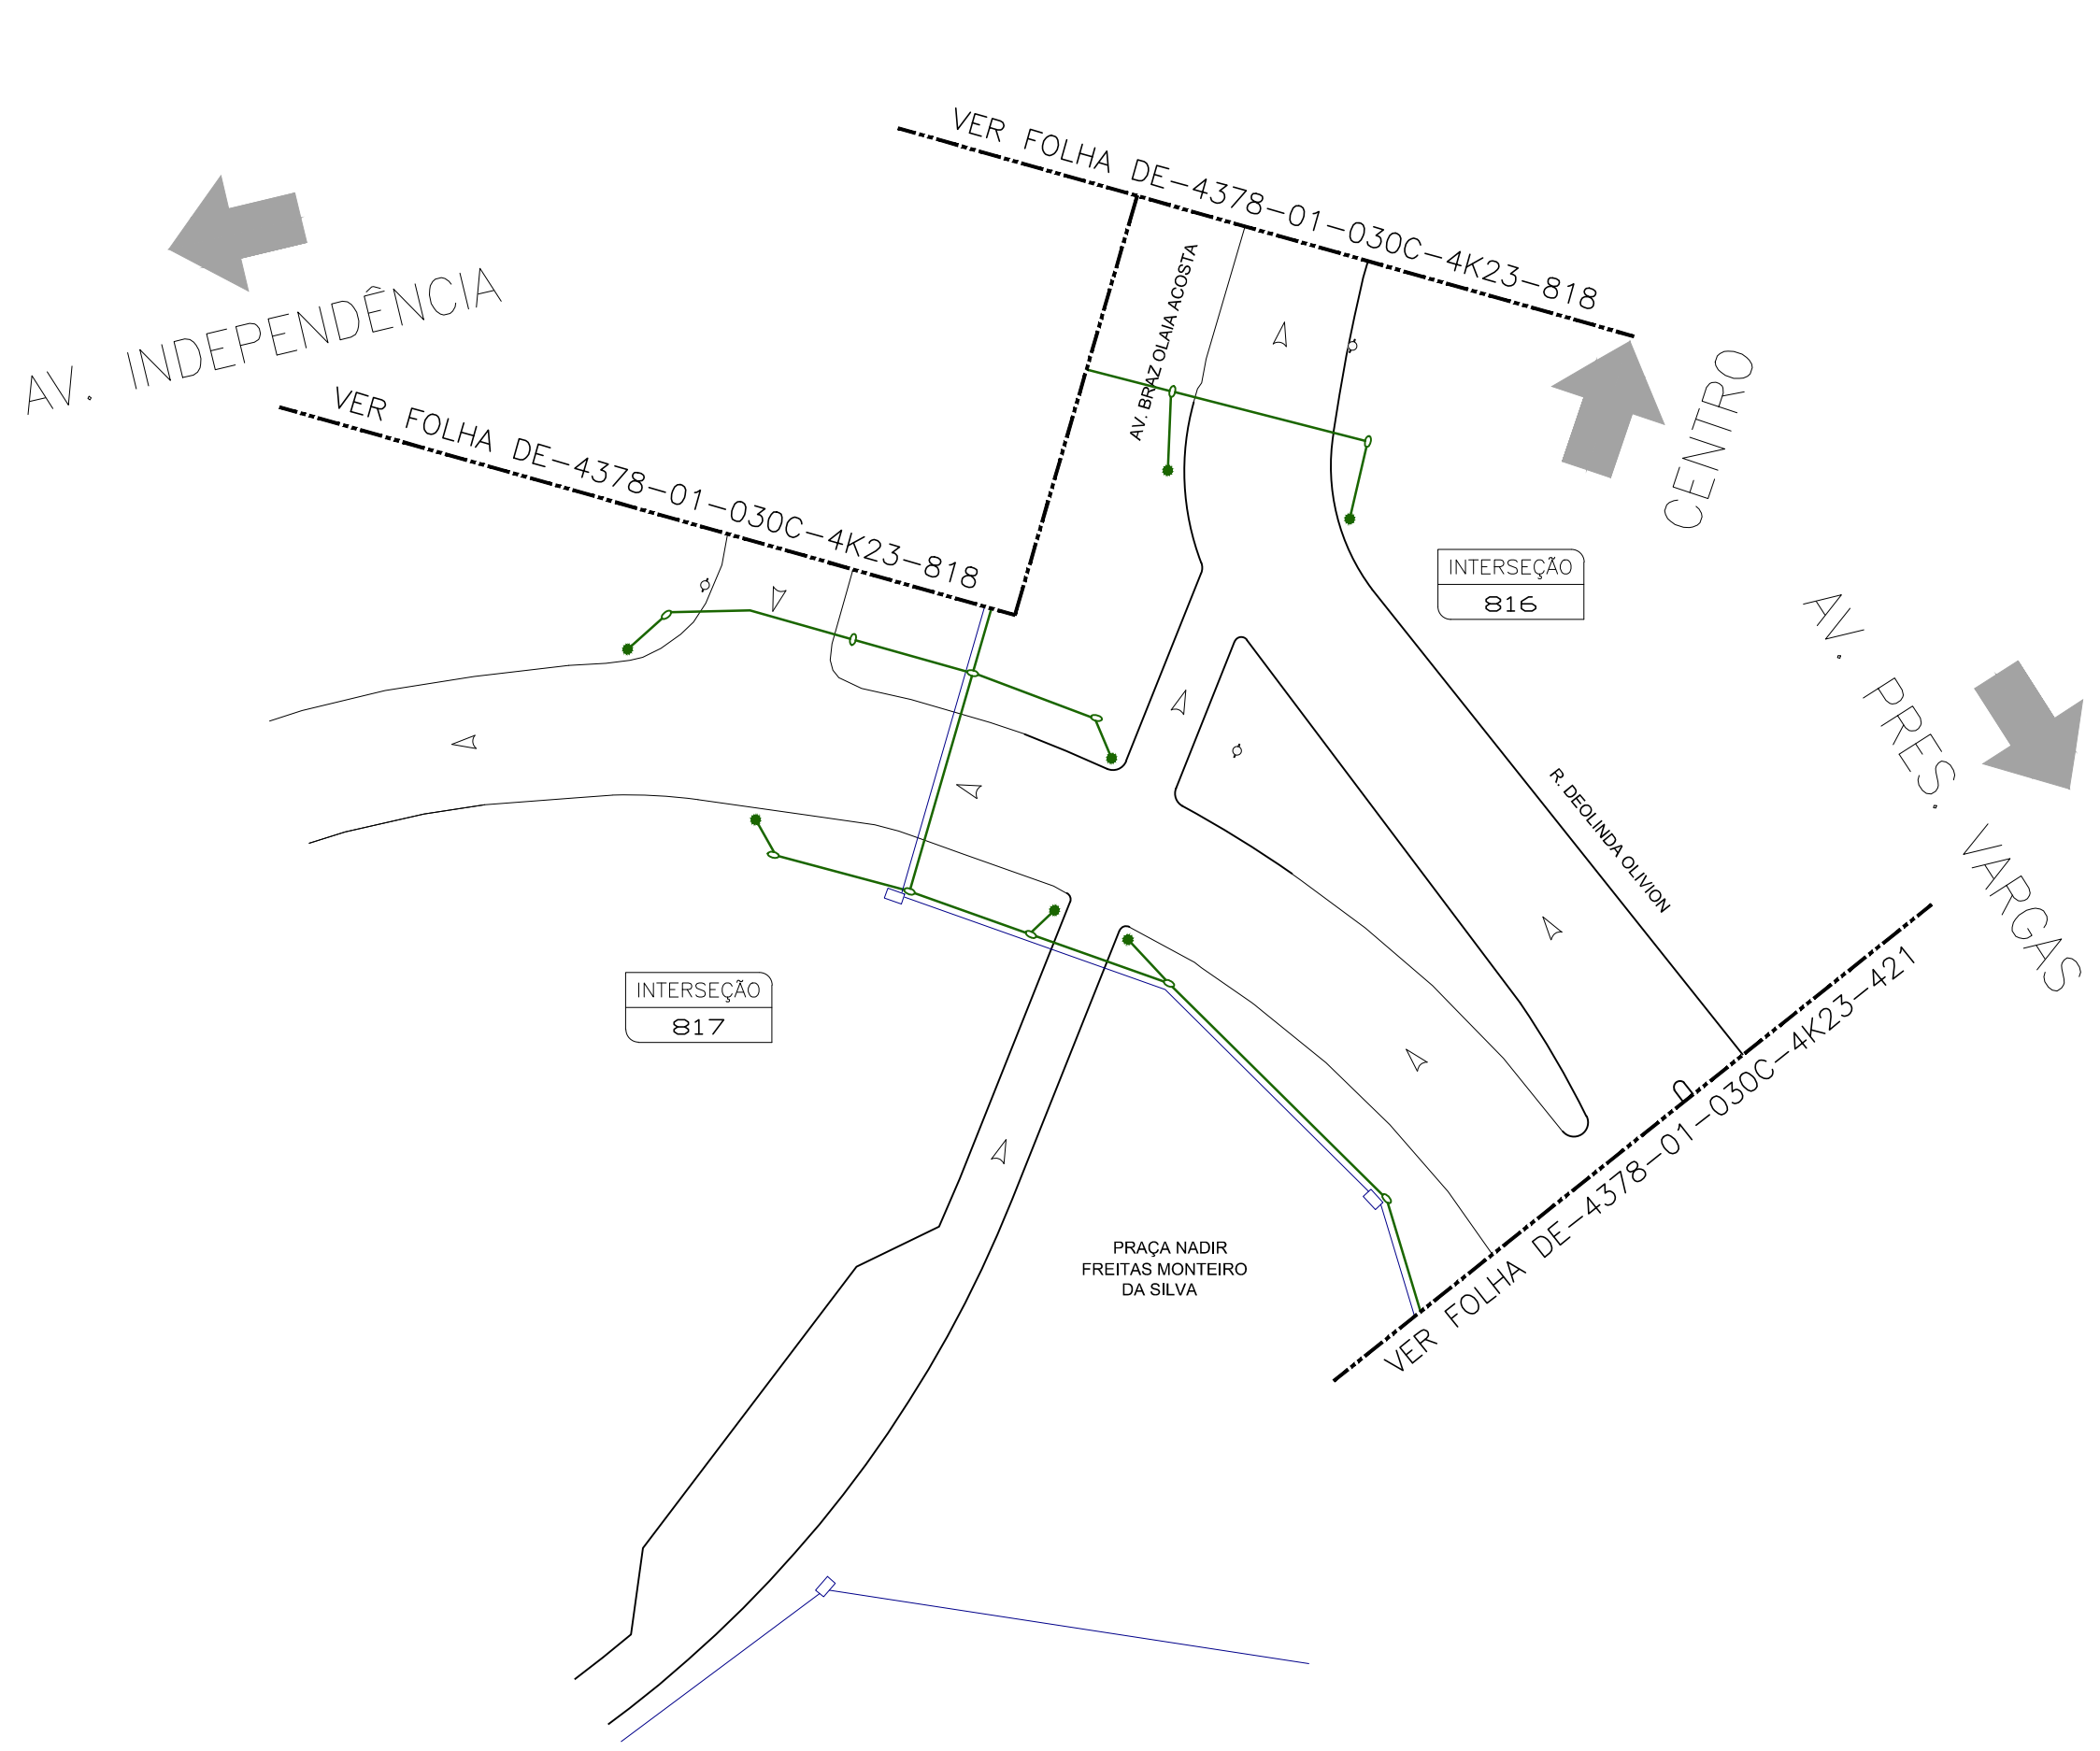 VER FOLHA DE-4378-01-030C-4K23-818
AV. INDEPENDÊNCIA
AV. BRAZ OLAIA ACOSTA
CENTRO
VER FOLHA DE-4378-01-030C-4K23-818
INTERSEÇÃO
816
AV. PRES. VARGAS
R. DEOLINDA OLIVION
INTERSEÇÃO
817
VER FOLHA DE-4378-01-030C-4K23-421
PRAÇA NADIR
FREITAS MONTEIRO
DA SILVA